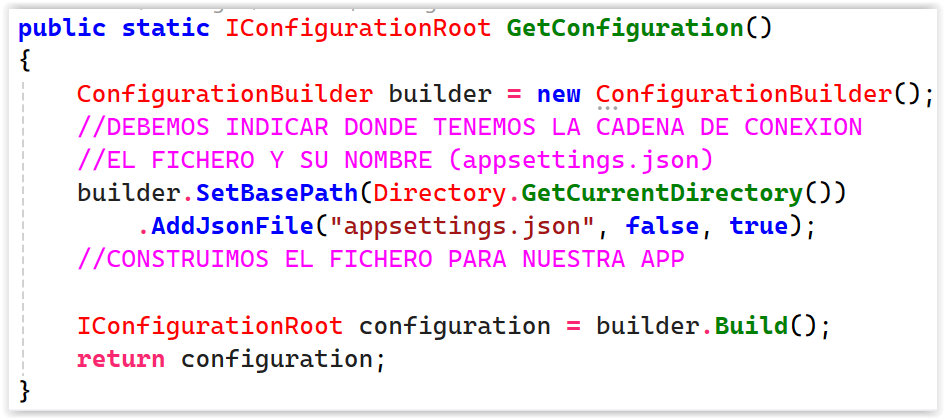 public static IConfigurationRoot GetConfiguration()
{
    ConfigurationBuilder builder = new ConfigurationBuilder();
    //DEBEMOS INDICAR DONDE TENEMOS LA CADENA DE CONEXION
    //EL FICHERO Y SU NOMBRE (appsettings.json)
    builder.SetBasePath(Directory.GetCurrentDirectory())
        .AddJsonFile("appsettings.json", false, true);
    //CONSTRUIMOS EL FICHERO PARA NUESTRA APP

    IConfigurationRoot configuration = builder.Build();
    return configuration;
}